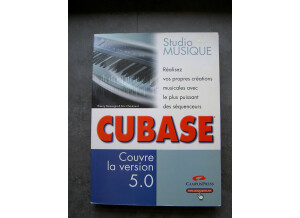 Studio
MUSIQUE
Réalisez
vos propres créations
musicales avec
le plus puissant
des séquenceurs
CUBASE
Couvre
la version
5.0
CampusPress